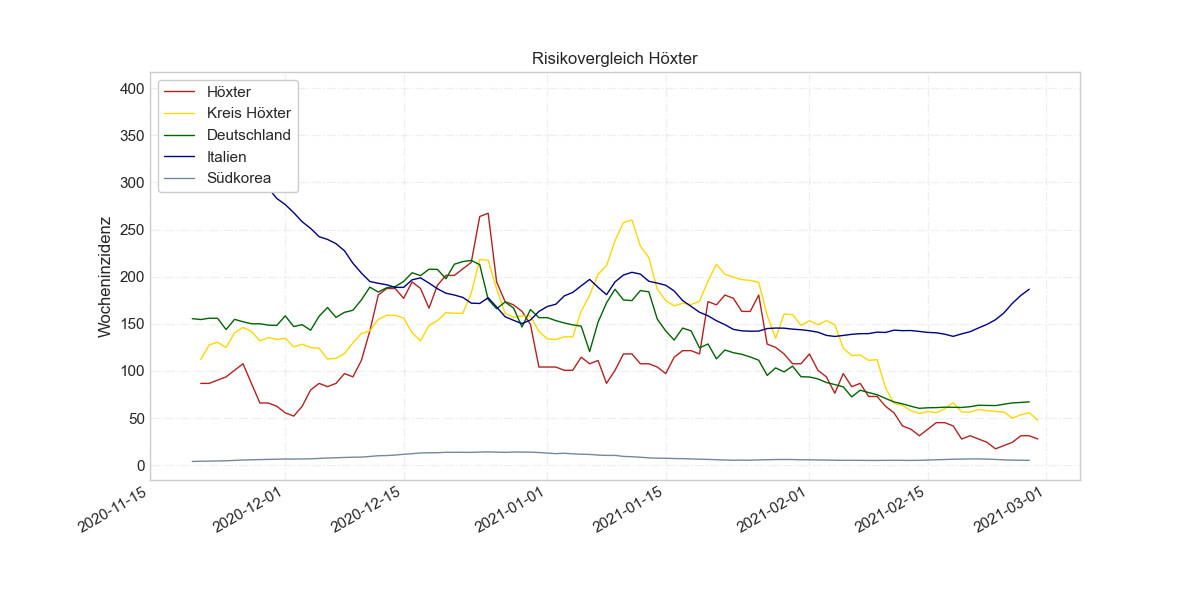 Risikovergleich Höxter
Wocheninzidenz
400
350
300
250
200
150
100
50
0
Höxter
Kreis Höxter
Deutschland
Italien
Südkorea
2020-11-15
2020-12-01
2020-12-15
2021-01-01
2021-01-15
2021-02-01
2021-02-15
2021-03-01